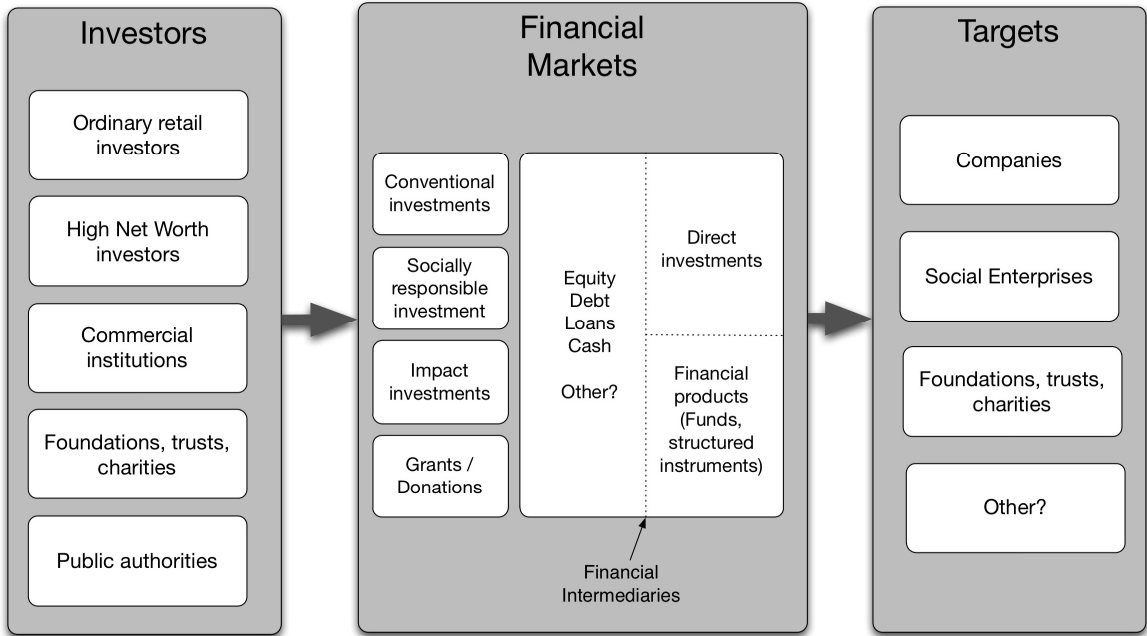 Investors
Ordinary retail
investors
High Net Worth
investors
Commercial
institutions
Foundations, trusts,
charities
Public authorities
Financial
Markets
Conventional
investments
Socially
responsible
investment
Impact
investments
Grants /
Donations
Equity
Debt
Loans
Cash
Other?
Direct
investments
Financial
products
(Funds,
structured
instruments)
Financial
Intermediaries
Targets
Companies
Social Enterprises
Foundations, trusts,
charities
Other?